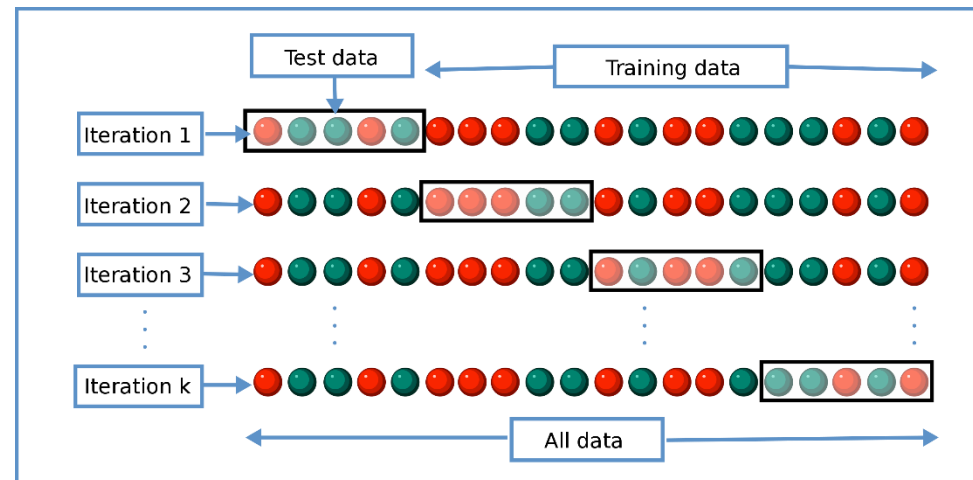 Test data
Training data
Iteration 1
Iteration 2
Iteration 3
Iteration k
All data